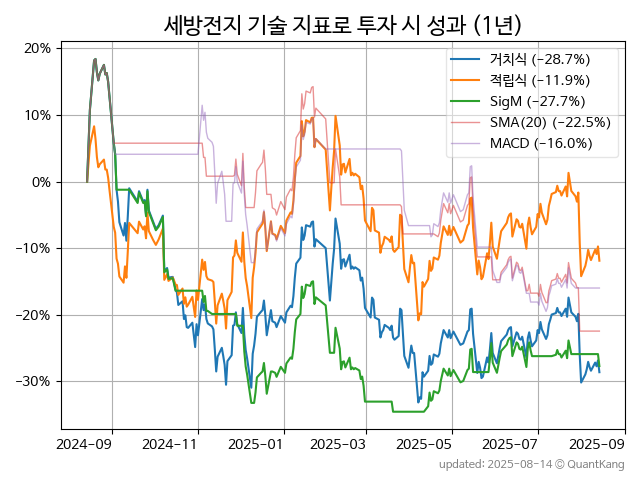 세방전지 기술 지표로 투자 시 성과 (1년)
20%
10%
0%
−10%
−20%
−30%
거치식 (−28.7%)
적립식 (−11.9%)
SigM (−27.7%)
SMA(20) (−22.5%)
MACD (−16.0%)
2024-09 2024-11 2025-01 2025-03 2025-05 2025-07 2025-09
updated: 2025-08-14 © QuantKang